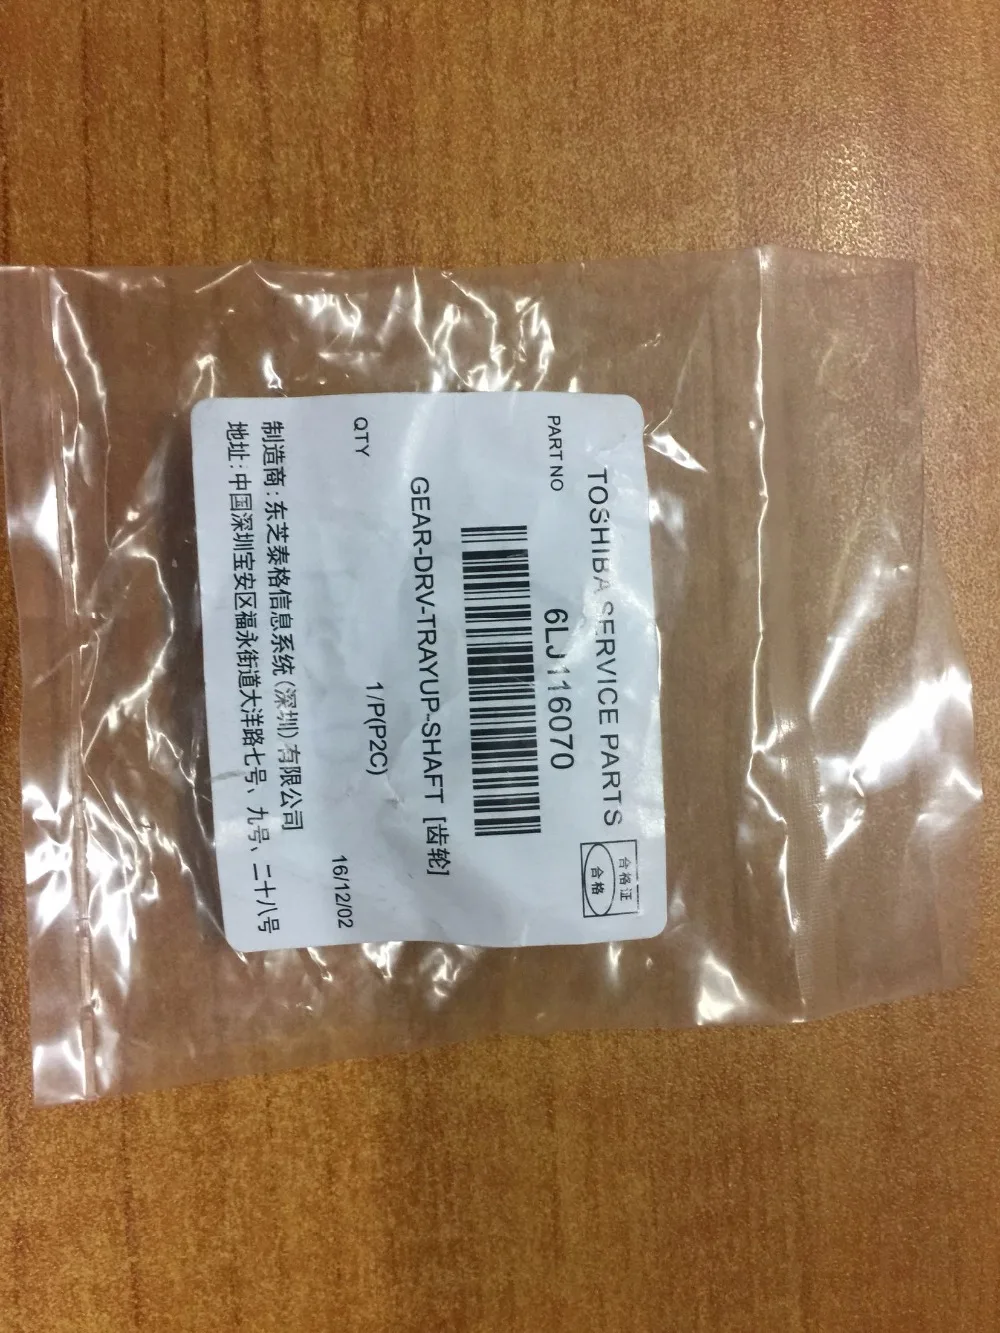 TOSHIBA SERVICE PARTS
合格证
合格
PART NO 6LJ116070
GEAR-DRV-TRAYUP-SHAFT [齿轮]
QTY 1/P(P2C) 16/12/02
制造商:东芝泰格信息系统(深圳)有限公司
地址:中国深圳宝安区福永街道大洋路七号、九号、二十八号